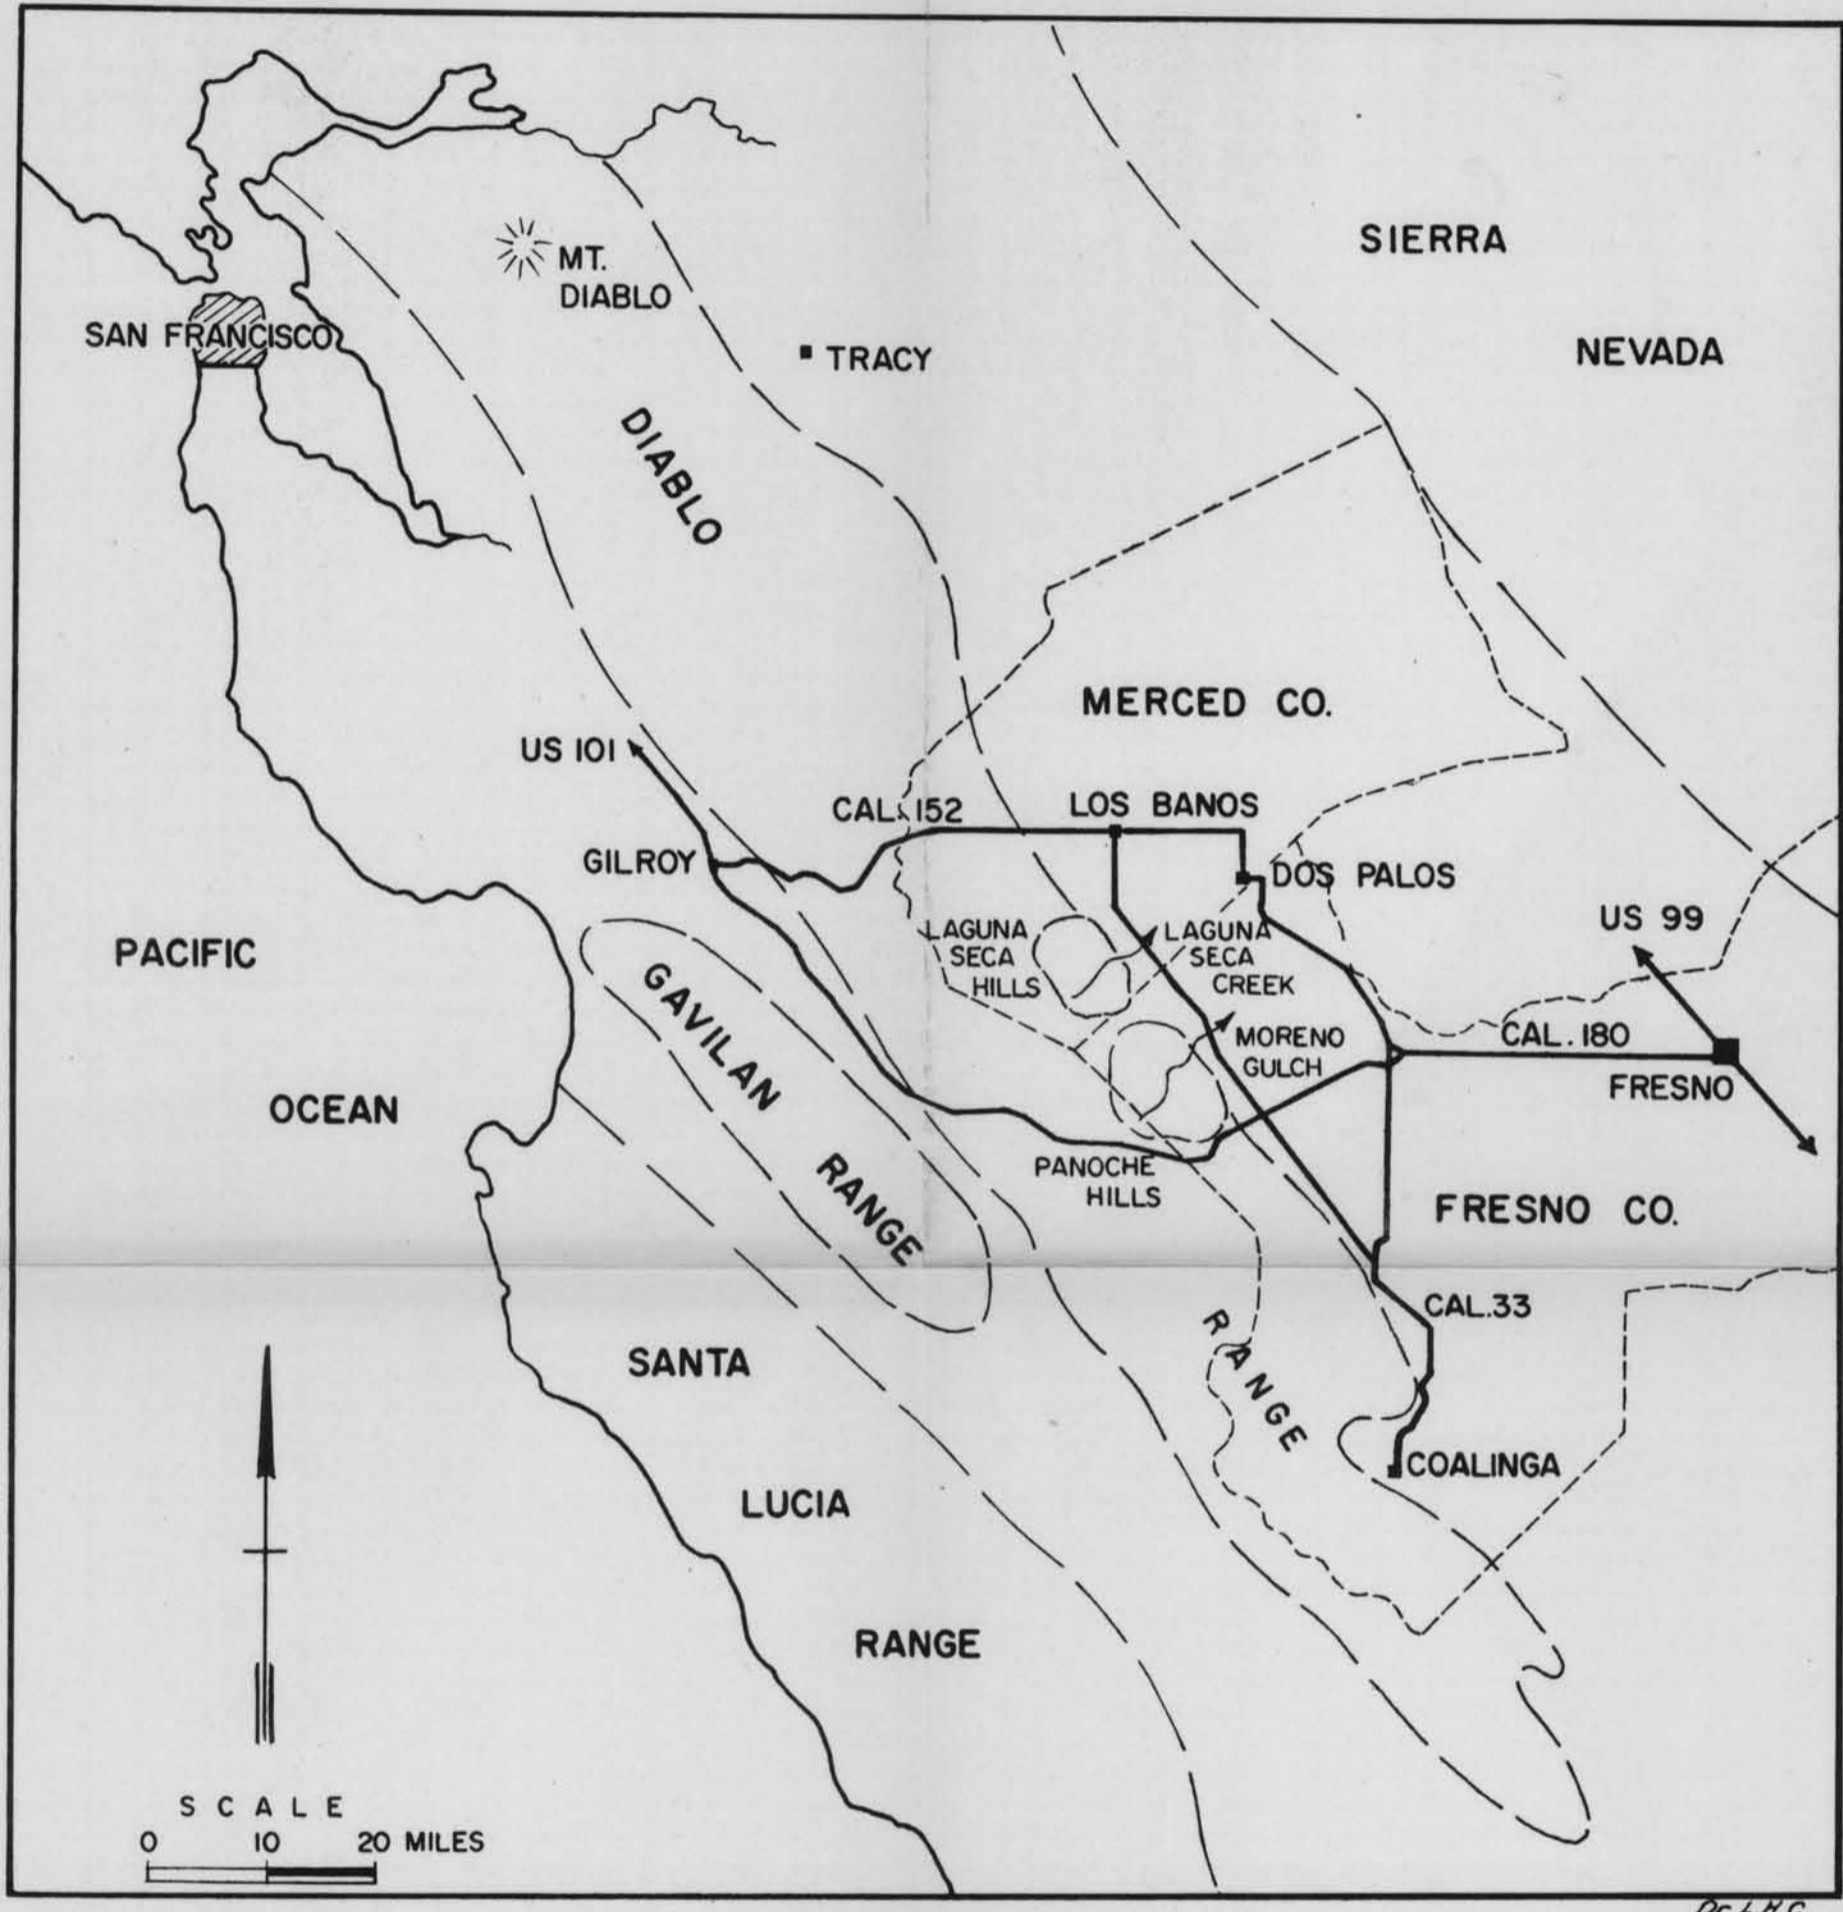 SIERRA
NEVADA
MT.
DIABLO
SAN FRANCISCO
TRACY
DIABLO
MERCED CO.
US 101
CAL. 152
LOS BANOS
GILROY
DOS PALOS
US 99
PACIFIC
LAGUNA
SECA
HILLS
LAGUNA
SECA
CREEK
GAVILAN
RANGE
MORENO
GULCH
CAL. 180
FRESNO
OCEAN
PANOCHE
HILLS
FRESNO CO.
CAL.33
RANGE
SANTA
LUCIA
RANGE
COALINGA
SCALE
0 10 20 MILES